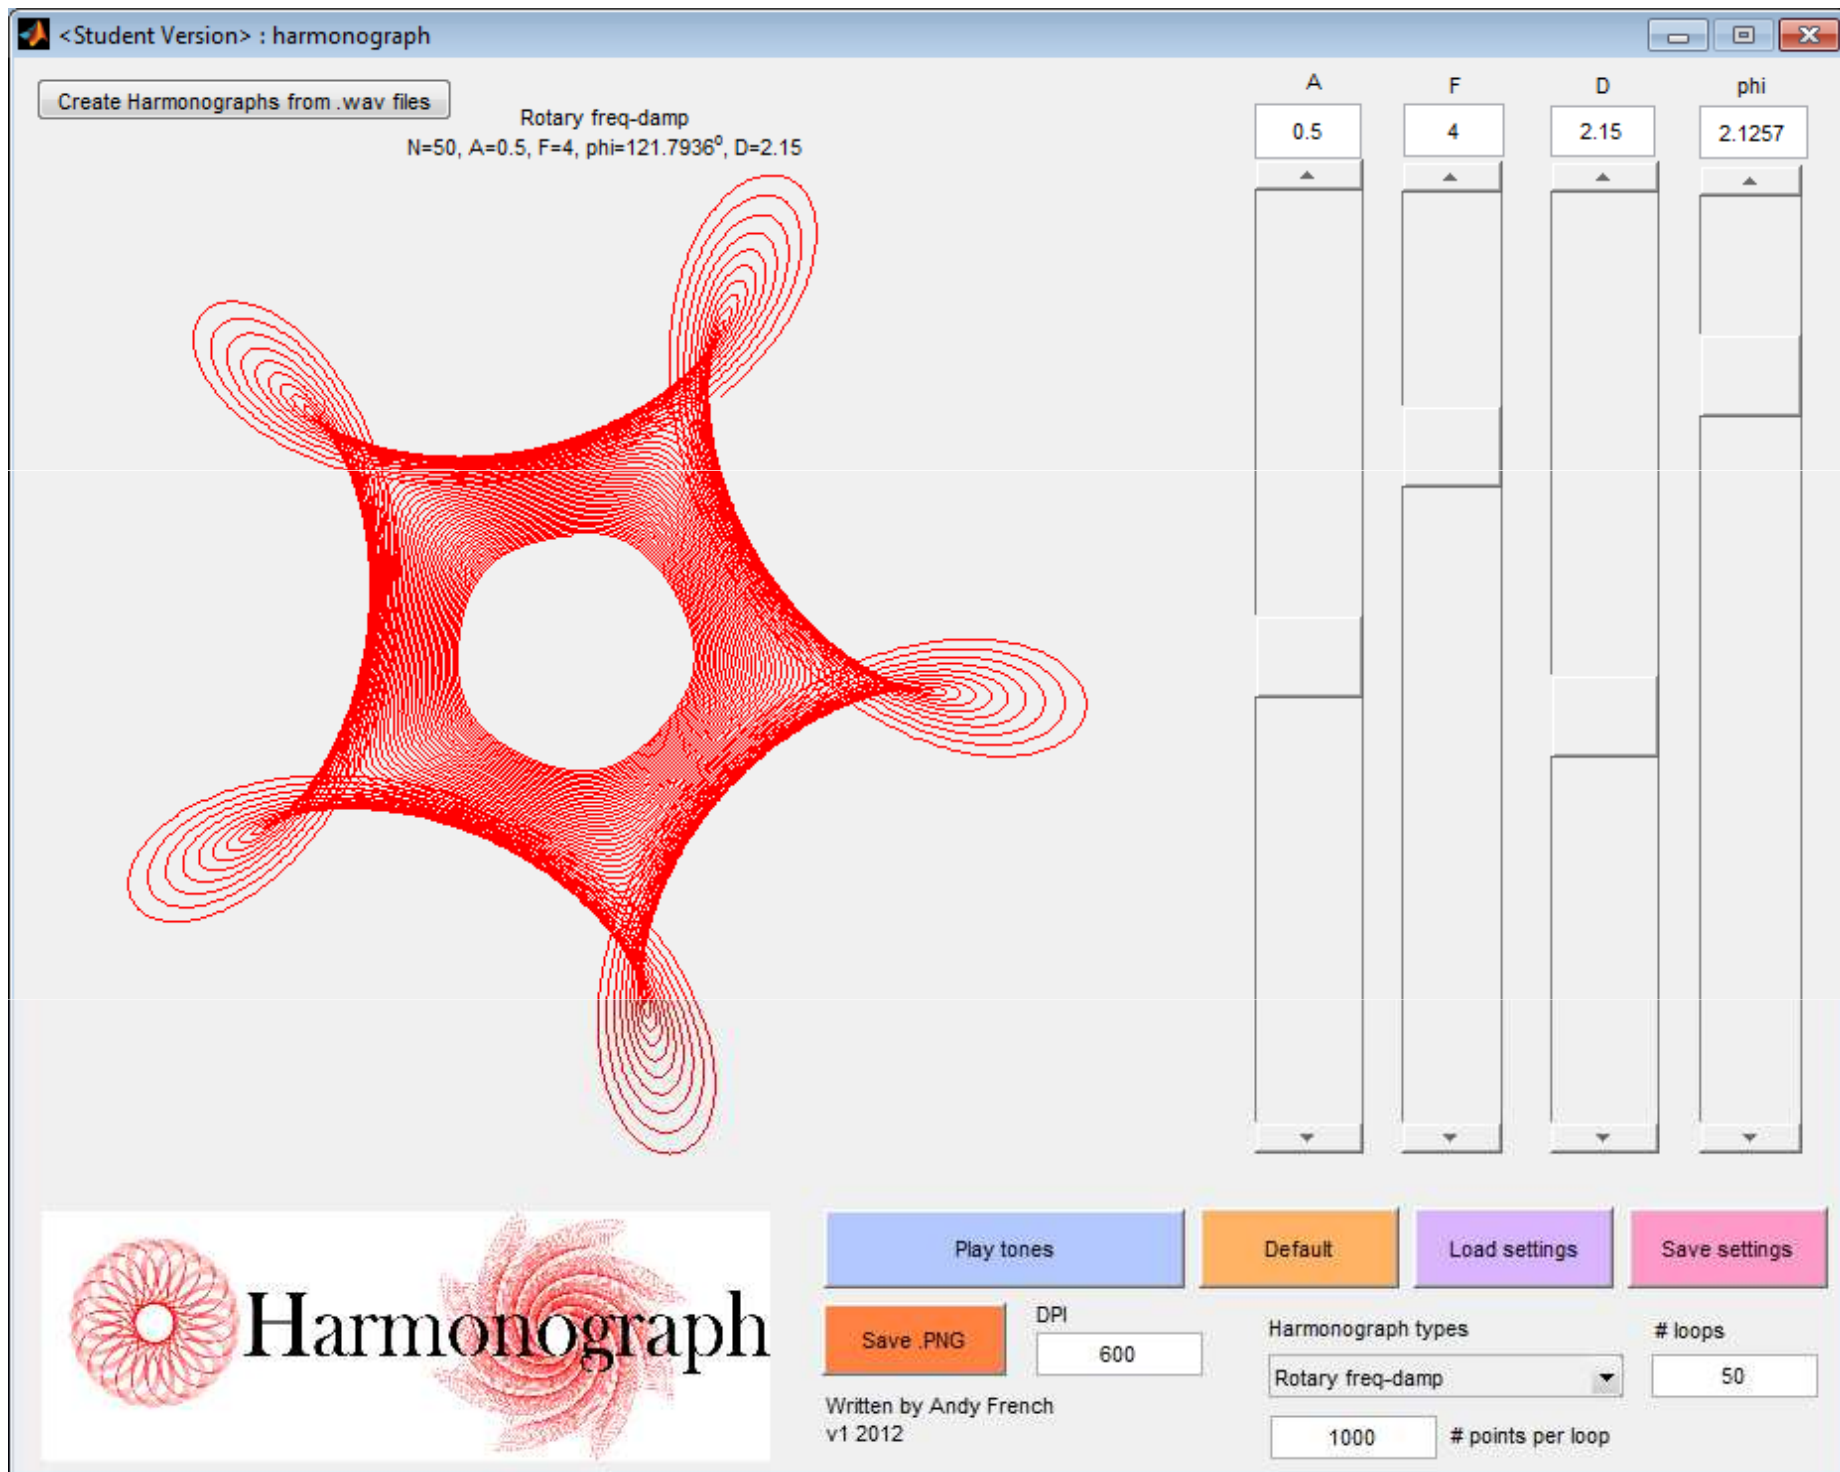 <Student Version> : harmonograph
Create Harmonographs from .wav files
Rotary freq-damp
N=50, A=0.5, F=4, phi=121.7936⁰, D=2.15
A
F
D
phi
0.5
4
2.15
2.1257
Harmonograph
Play tones
Default
Load settings
Save settings
Save .PNG
DPI
600
Harmonograph types
Rotary freq-damp
# loops
50
Written by Andy French
v1 2012
1000
# points per loop